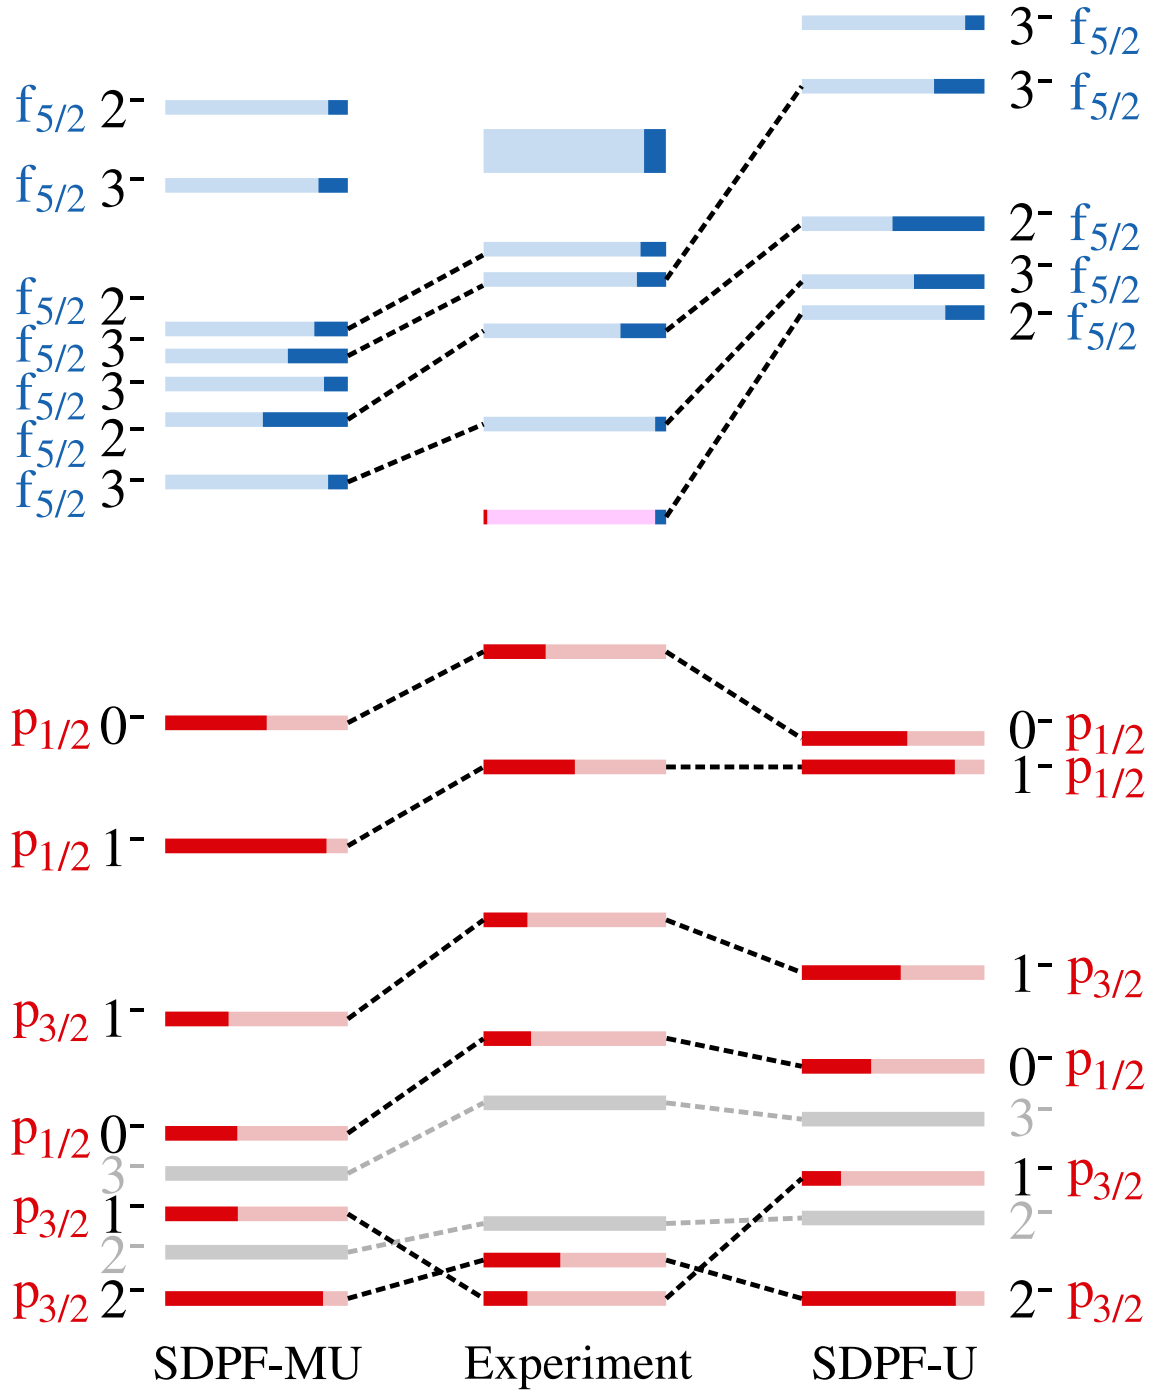 3⁻ f5/2
3⁻ f5/2
f5/2 2⁻
f5/2 3⁻
2⁻ f5/2
3⁻ f5/2
f5/2 2⁻
2⁻ f5/2
f5/2 3⁻
f5/2 3⁻
f5/2 2⁻
f5/2 3⁻
p1/2 0⁻
0⁻ p1/2
1⁻ p1/2
p1/2 1⁻
1⁻ p3/2
p3/2 1⁻
0⁻ p1/2
3⁻
p1/2 0⁻
3⁻
1⁻ p3/2
p3/2 1⁻
2⁻
2⁻
p3/2 2⁻
2⁻ p3/2
SDPF-MU Experiment SDPF-U